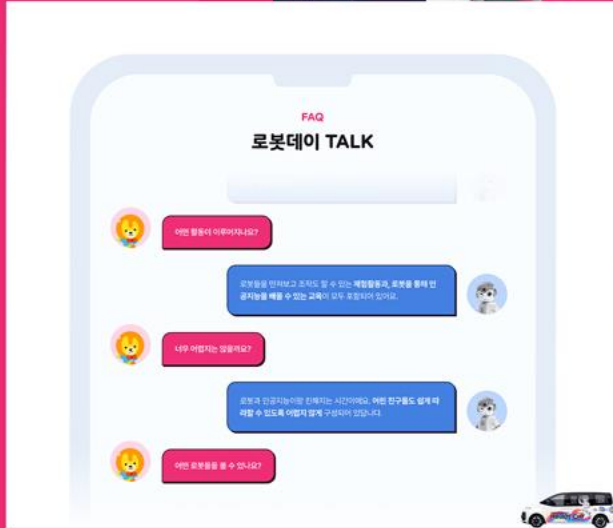 FAQ
로봇데이 TALK
어떤 활동이 이루어지나요?
로봇들을 만져보고 조작도 할 수 있는 체험활동과, 로봇을 통해 인
공지능을 배울 수 있는 교육이 모두 포함되어 있어요.
너무 어렵지는 않을까요?
로봇과 인공지능이랑 친해지는 시간이에요. 어린 친구들도 쉽게 따
라할 수 있도록 어렵지 않게 구성되어 있답니다.
어떤 로봇들을 볼 수 있나요?